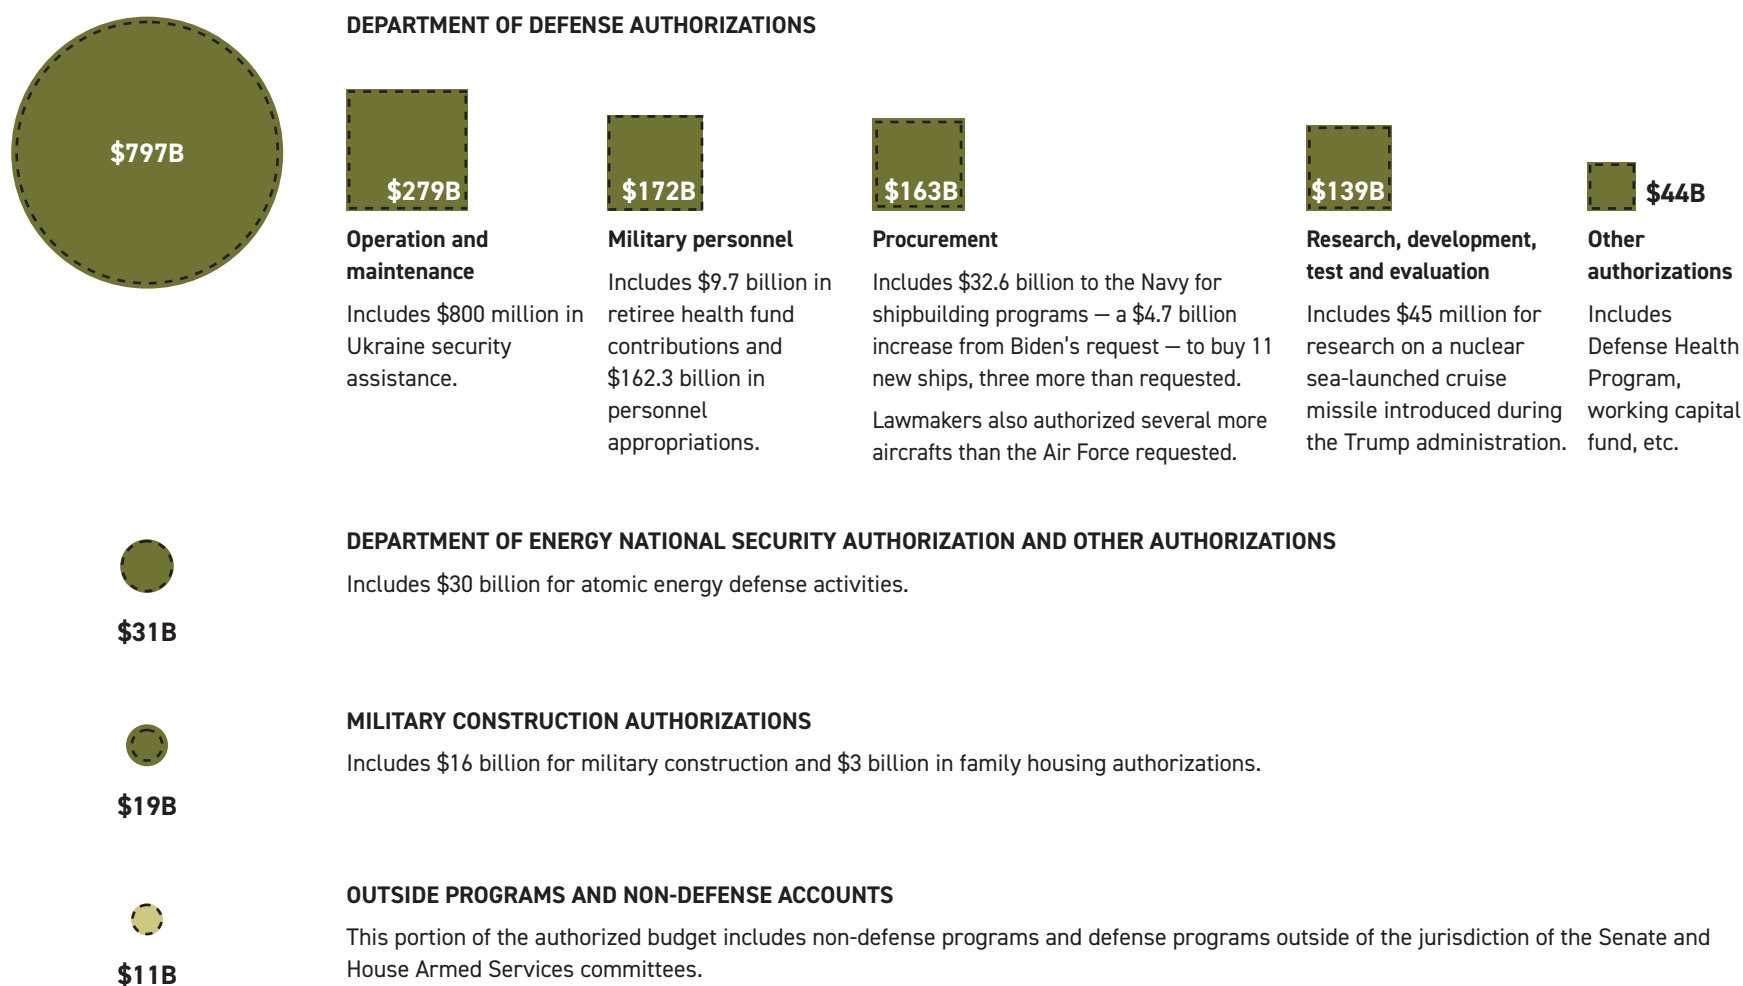 DEPARTMENT OF DEFENSE AUTHORIZATIONS
$797B
$279B
Operation and
maintenance
Includes $800 million in
Ukraine security
assistance.
$172B
Military personnel
Includes $9.7 billion in
retiree health fund
contributions and
$162.3 billion in
personnel
appropriations.
$163B
Procurement
Includes $32.6 billion to the Navy for
shipbuilding programs — a $4.7 billion
increase from Biden’s request — to buy 11
new ships, three more than requested.
Lawmakers also authorized several more
aircrafts than the Air Force requested.
$139B
Research, development,
test and evaluation
Includes $45 million for
research on a nuclear
sea-launched cruise
missile introduced during
the Trump administration.
$44B
Other
authorizations
Includes
Defense Health
Program,
working capital
fund, etc.
DEPARTMENT OF ENERGY NATIONAL SECURITY AUTHORIZATION AND OTHER AUTHORIZATIONS
Includes $30 billion for atomic energy defense activities.
$31B
MILITARY CONSTRUCTION AUTHORIZATIONS
Includes $16 billion for military construction and $3 billion in family housing authorizations.
$19B
OUTSIDE PROGRAMS AND NON-DEFENSE ACCOUNTS
This portion of the authorized budget includes non-defense programs and defense programs outside of the jurisdiction of the Senate and
House Armed Services committees.
$11B